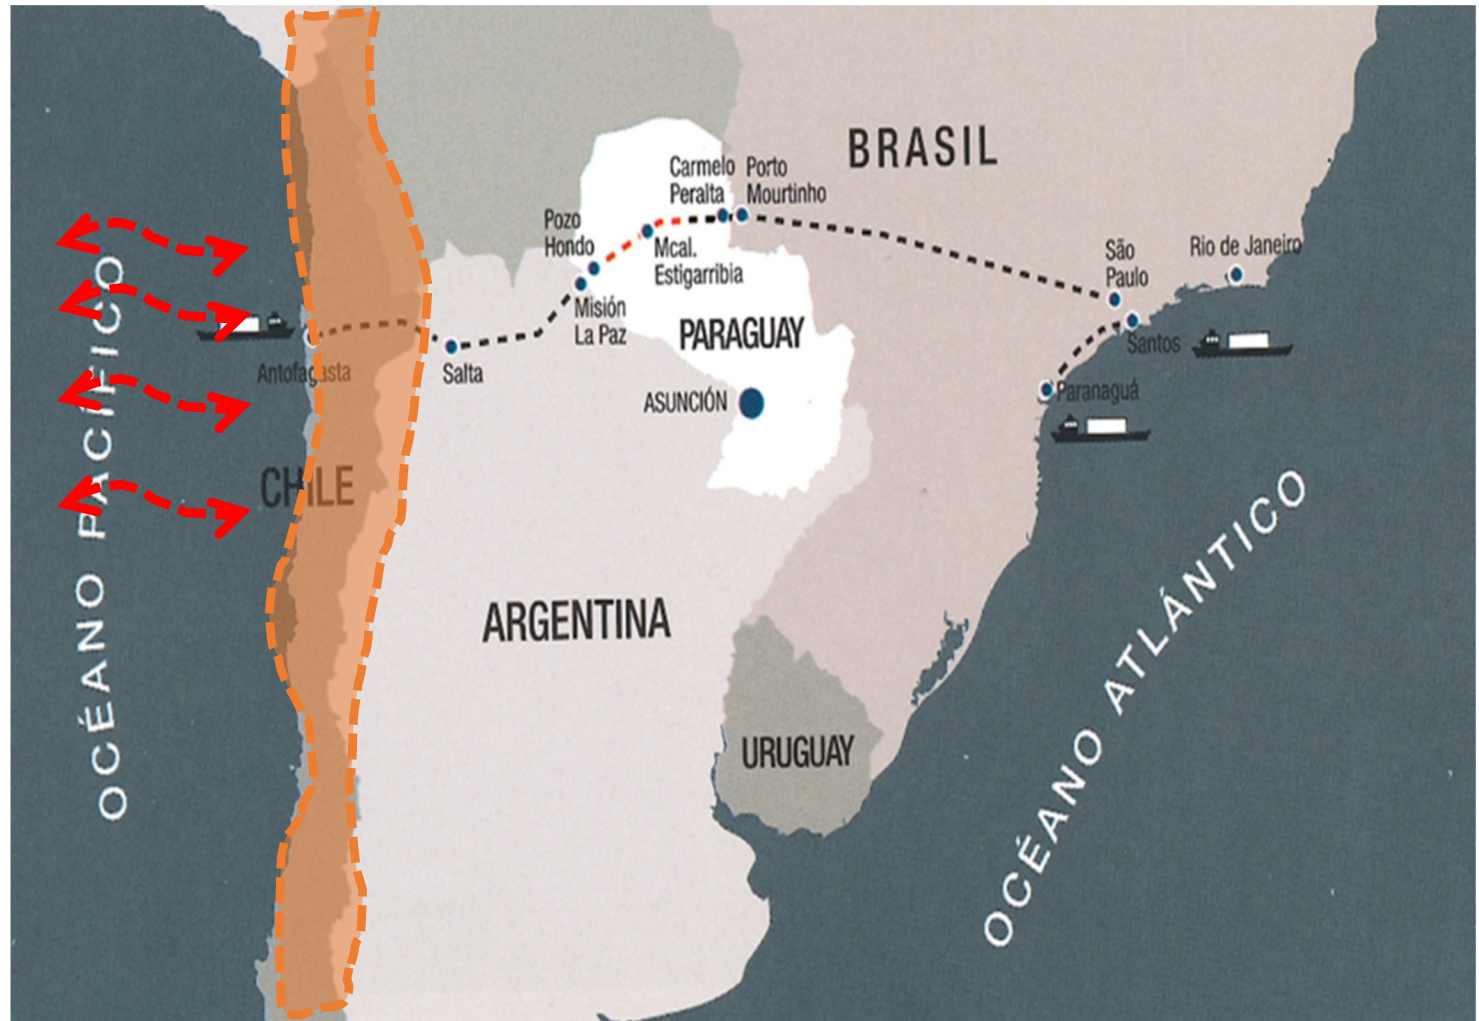 BRASIL
Carmelo
Peralta
Porto
Mourtinho
Pozo
Hondo
Mcal.
Estigarribia
Misión
La Paz
São
Paulo
Rio de Janeiro
Santos
Paranaguá
PARAGUAY
ASUNCIÓN
Antofagasta
Salta
CHILE
ARGENTINA
URUGUAY
OCÉANO PACÍFICO
OCÉANO ATLÁNTICO